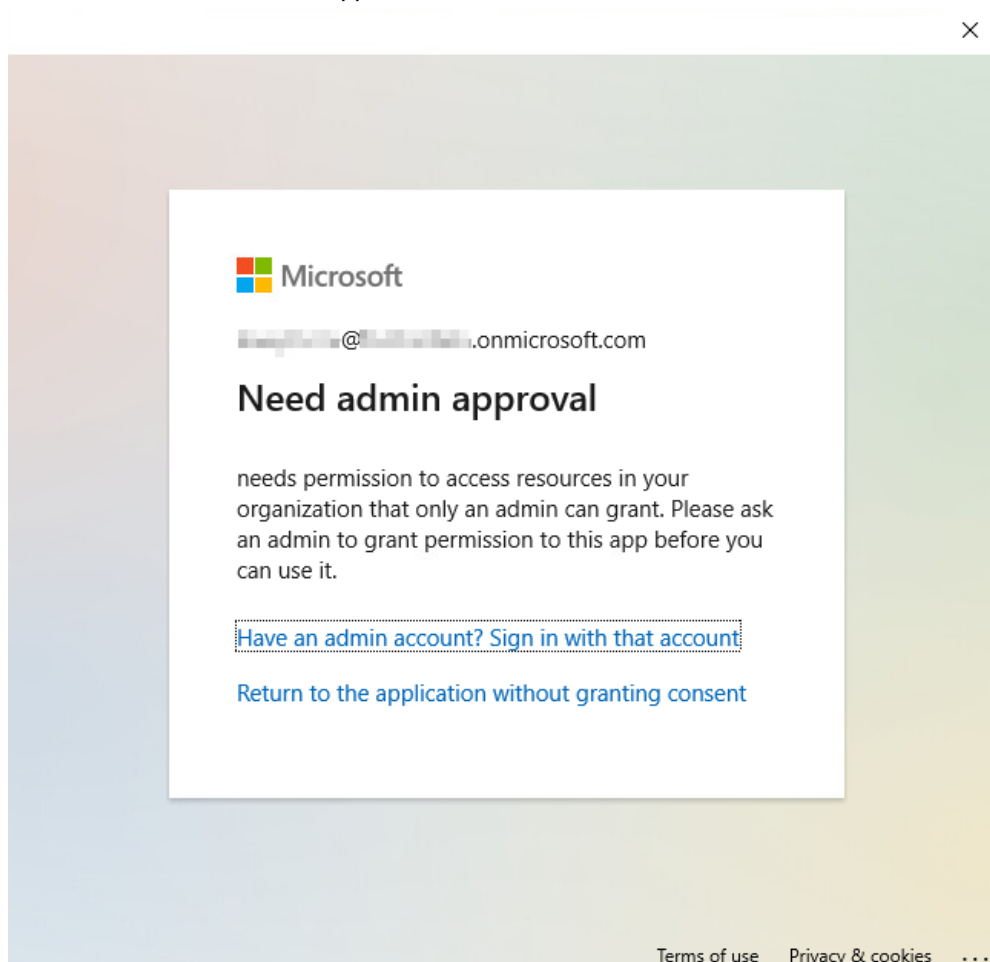 Microsoft
@ .onmicrosoft.com
Need admin approval
needs permission to access resources in your
organization that only an admin can grant. Please ask
an admin to grant permission to this app before you
can use it.
Have an admin account? Sign in with that account
Return to the application without granting consent
Terms of use Privacy & cookies ...